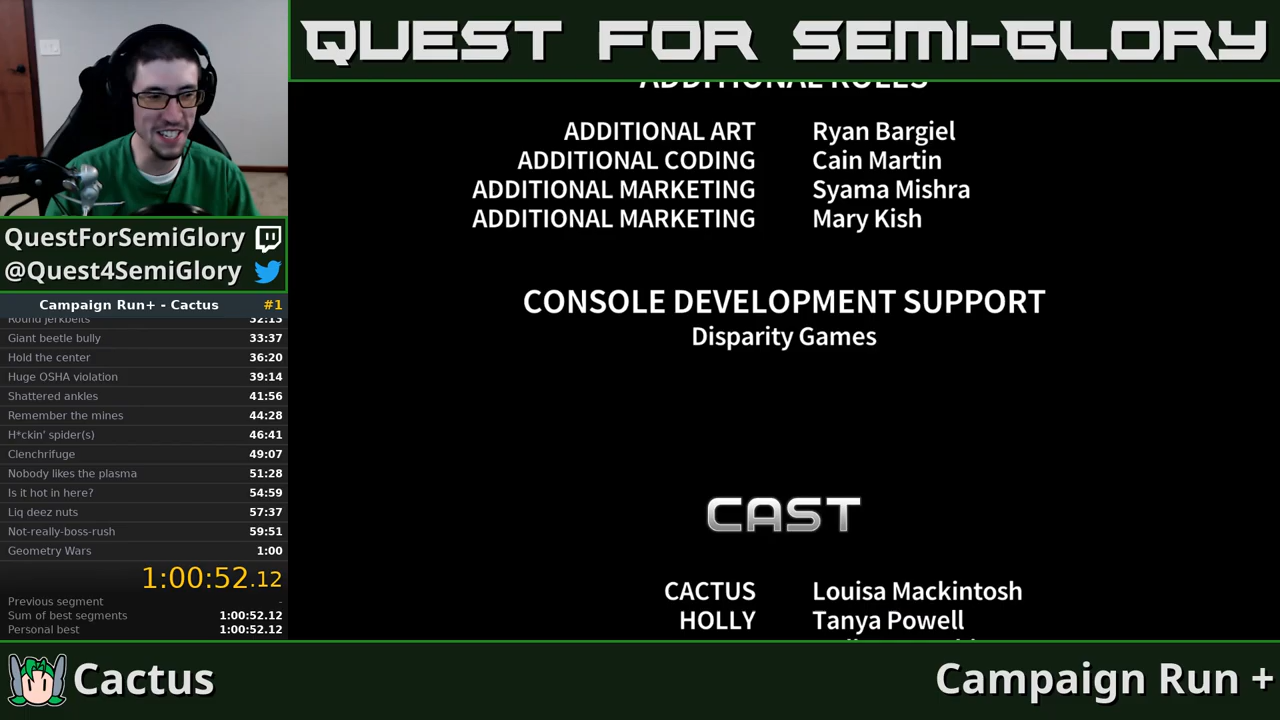 QUEST FOR SEMI-GLORY
ADDITIONAL ROLES
ADDITIONAL ART Ryan Bargiel
ADDITIONAL CODING Cain Martin
ADDITIONAL MARKETING Syama Mishra
ADDITIONAL MARKETING Mary Kish
CONSOLE DEVELOPMENT SUPPORT
Disparity Games
CAST
CACTUS Louisa Mackintosh
HOLLY Tanya Powell
QuestForSemiGlory
@Quest4SemiGlory
Campaign Run+ - Cactus #1
Round jerkbells 32:13
Giant beetle bully 33:37
Hold the center 36:20
Huge OSHA violation 39:14
Shattered ankles 41:56
Remember the mines 44:28
H*ckin' spider(s) 46:41
Clenchrifuge 49:07
Nobody likes the plasma 51:28
Is it hot in here? 54:59
Liq deez nuts 57:37
Not-really-boss-rush 59:51
Geometry Wars 1:00
1:00:52.12
Previous segment -
Sum of best segments 1:00:52.12
Personal best 1:00:52.12
Cactus
Campaign Run +